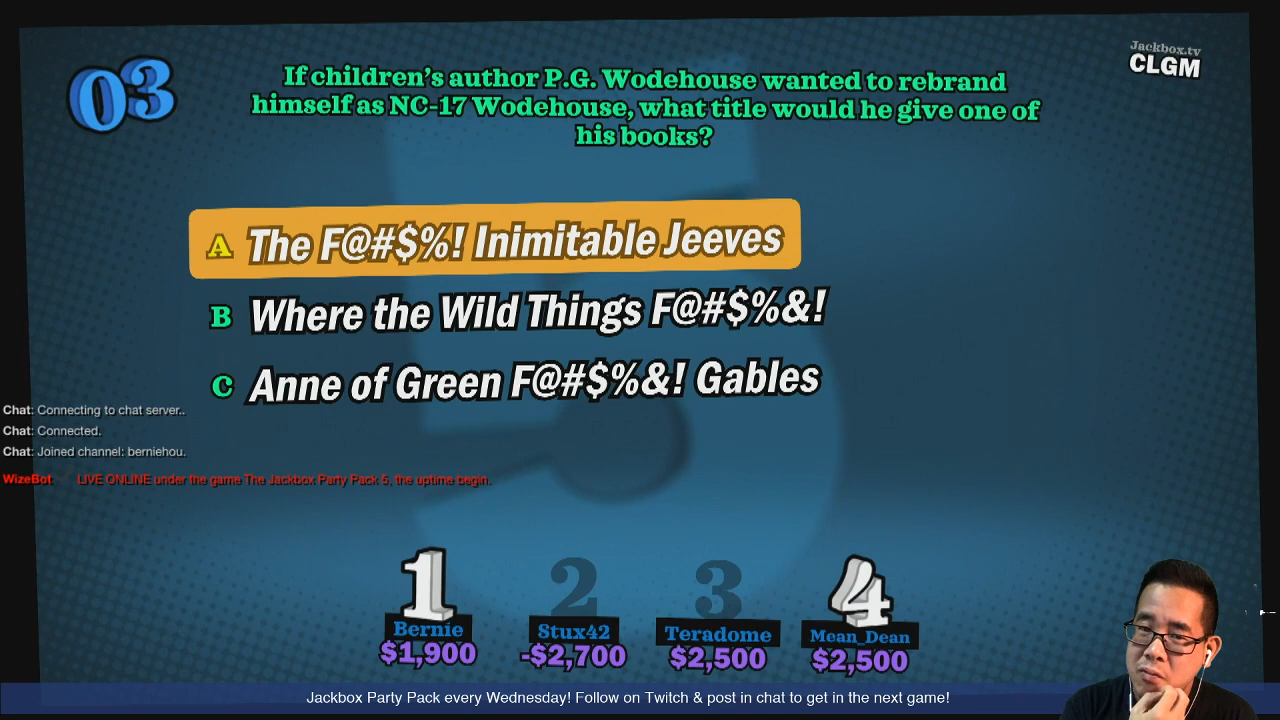 03
If children's author P.G. Wodehouse wanted to rebrand
himself as NC-17 Wodehouse, what title would he give one of
his books?
Jackbox.tv
CLGM
A The F@#$%! Inimitable Jeeves
B Where the Wild Things F@#$%&!
C Anne of Green F@#$%&! Gables
Chat: Connecting to chat server..
Chat: Connected.
Chat: Joined channel: berniehou.
WizeBot LIVE ONLINE under the game The Jackbox Party Pack 5, the uptime begin.
1 2 3 4
Bernie Stux42 Teradome Mean_Dean
$1,900 -$2,700 $2,500 $2,500
Jackbox Party Pack every Wednesday! Follow on Twitch & post in chat to get in the next game!